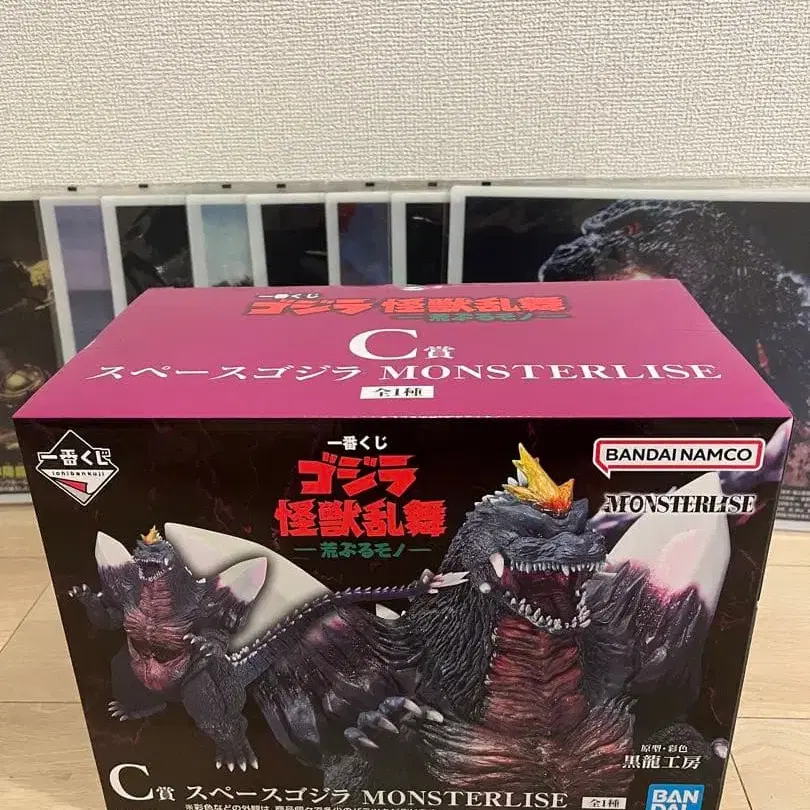 一番くじ
ゴジラ 怪獣乱舞
―荒ぶるモノ―
C賞
スペースゴジラ MONSTERLISE
全1種
一番くじ
ichibankuji
一番くじ
ゴジラ
怪獣乱舞
―荒ぶるモノ―
BANDAI NAMCO
MONSTERLISE
原型・彩色
黒龍工房
C賞 スペースゴジラ MONSTERLISE 全1種
BAN
DAI